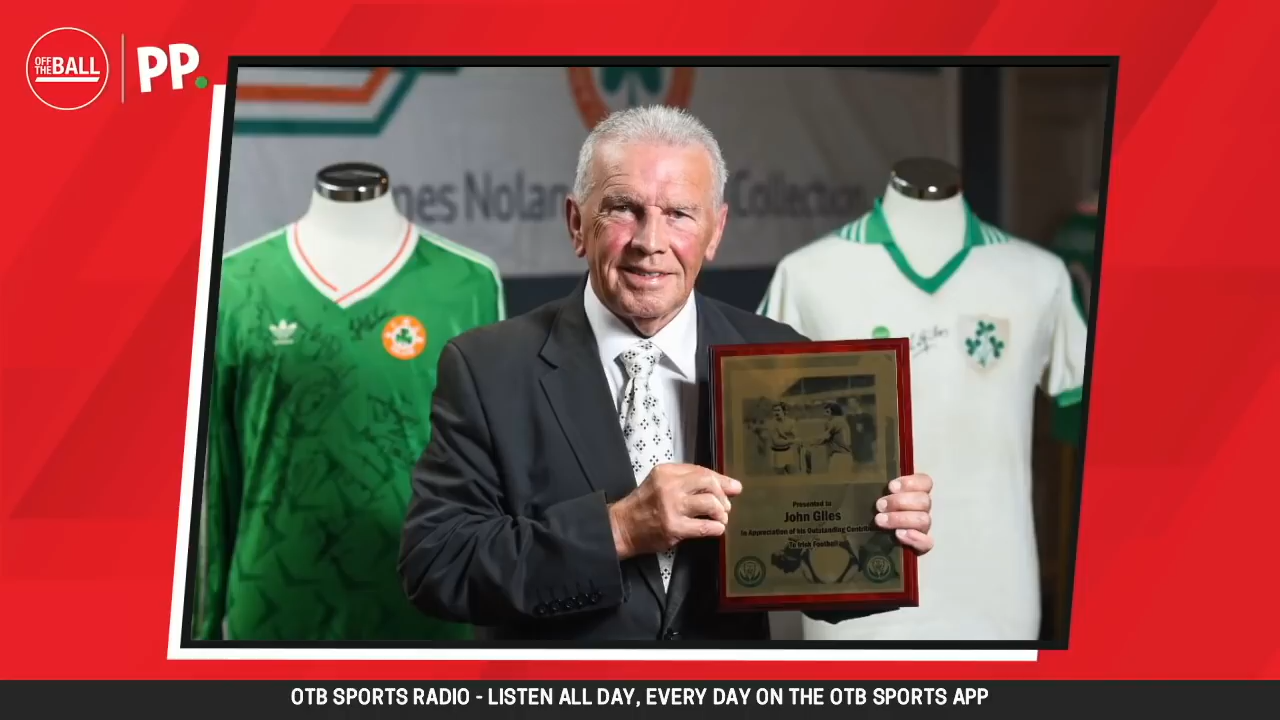 OFF
THE BALL
PP.
nes Nolan
Collection
Presented to
John Giles
In Appreciation of his Outstanding
To Irish Football
OTB SPORTS RADIO - LISTEN ALL DAY, EVERY DAY ON THE OTB SPORTS APP